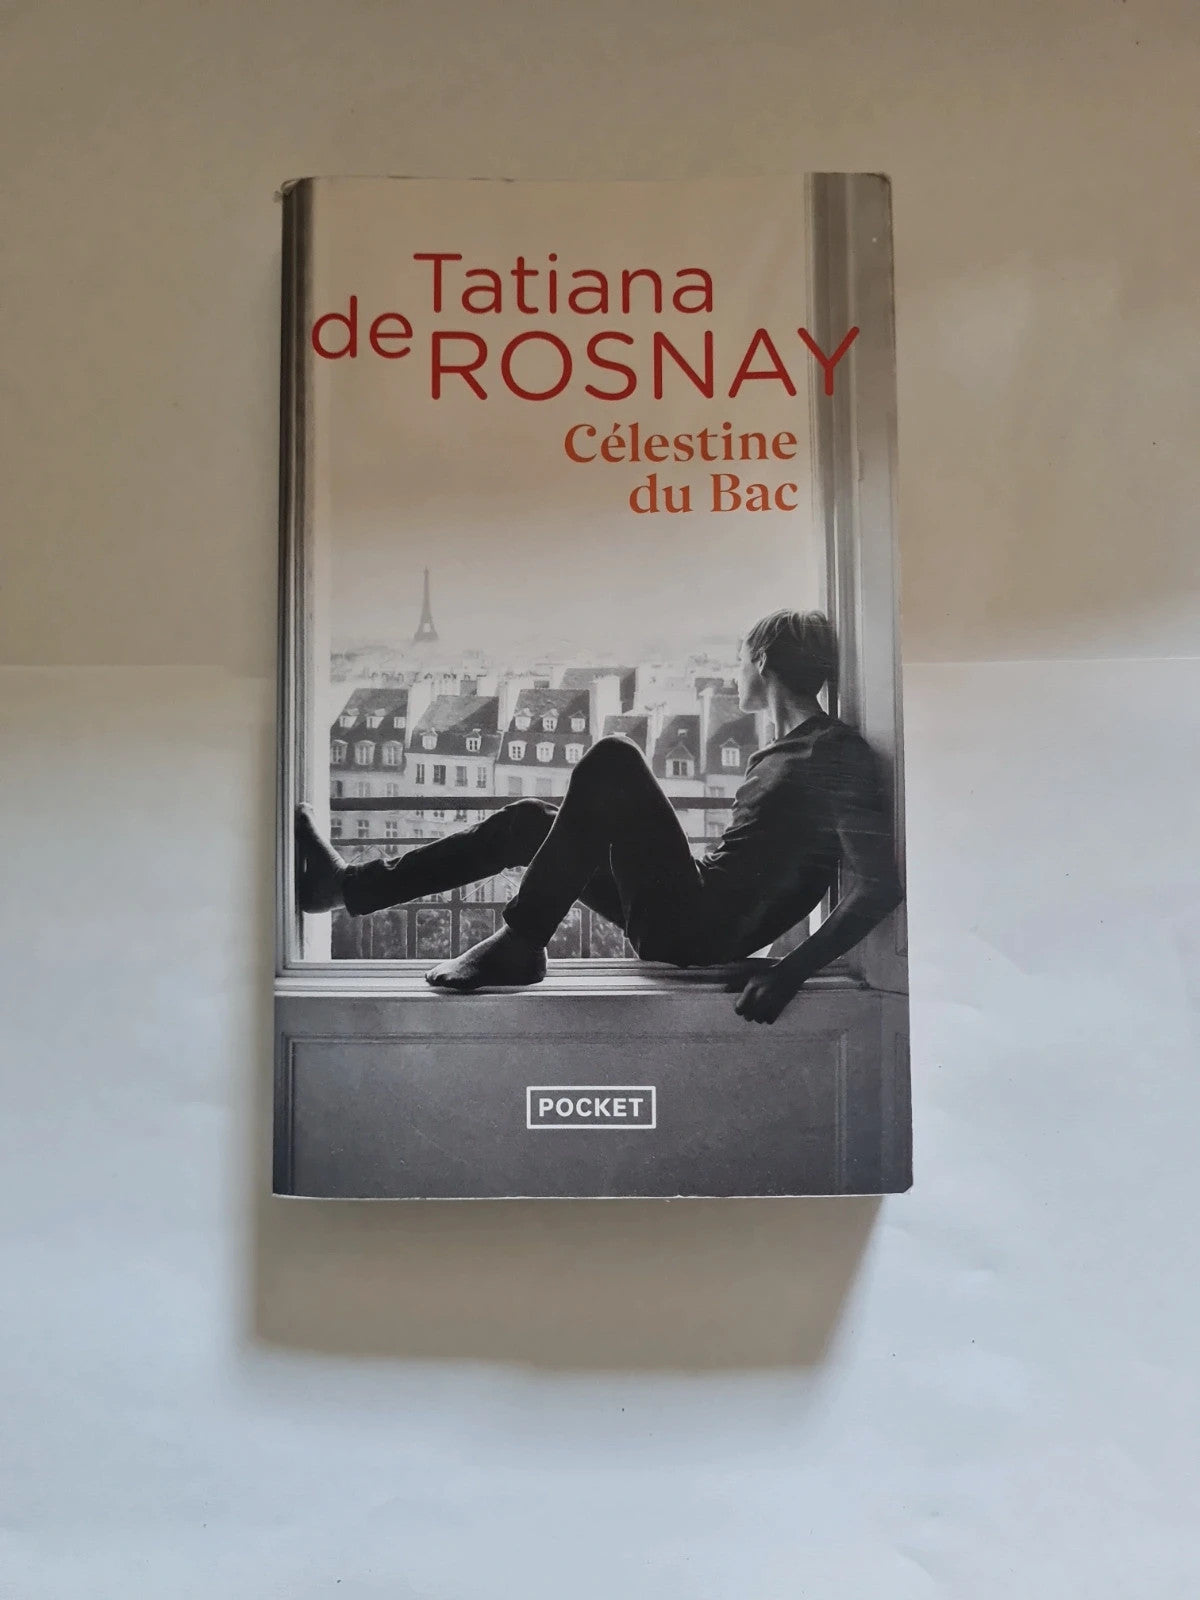 Tatiana
de ROSNAY
Célestine
du Bac
POCKET